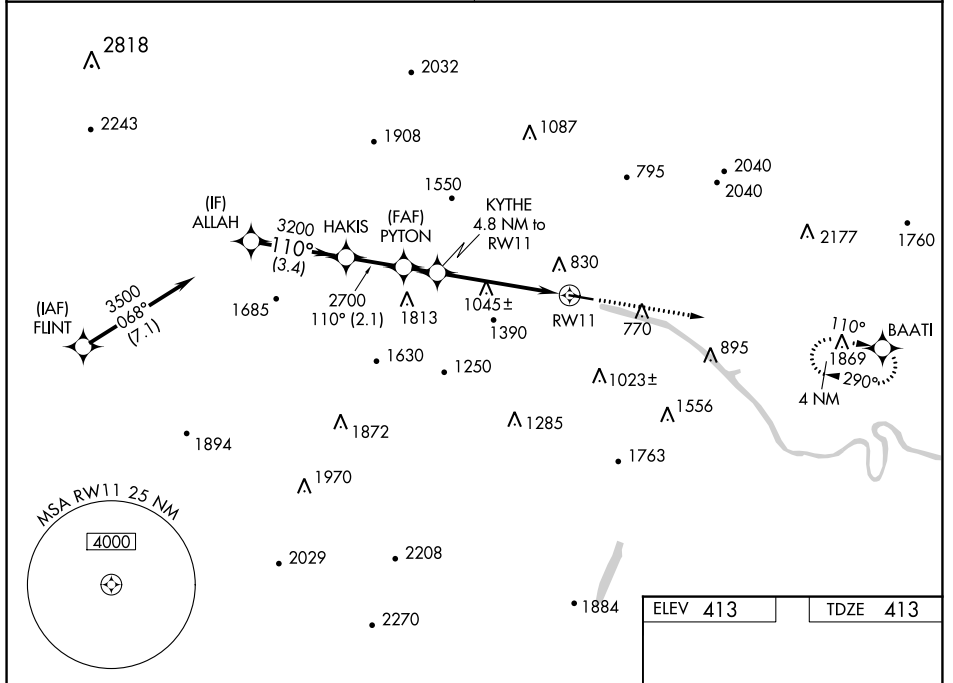 2818
2032
2243
1908
1087
795
2040
2040
1550
(IF)
ALLAH
3200
110°
(3.4)
HAKIS
(FAF)
PYTON
KYTHE
4.8 NM to
RW11
2177
1760
830
(IAF)
FLINT
3500
068°
(7.1)
1685
2700
110° (2.1)
1813
1045±
1390
RW11
770
110°
BAATI
1869
290°
4 NM
895
1630
1250
1023±
1556
1872
1285
1894
1763
1970
MSA RW11 25 NM
4000
2029
2208
1884
2270
ELEV 413
TDZE 413